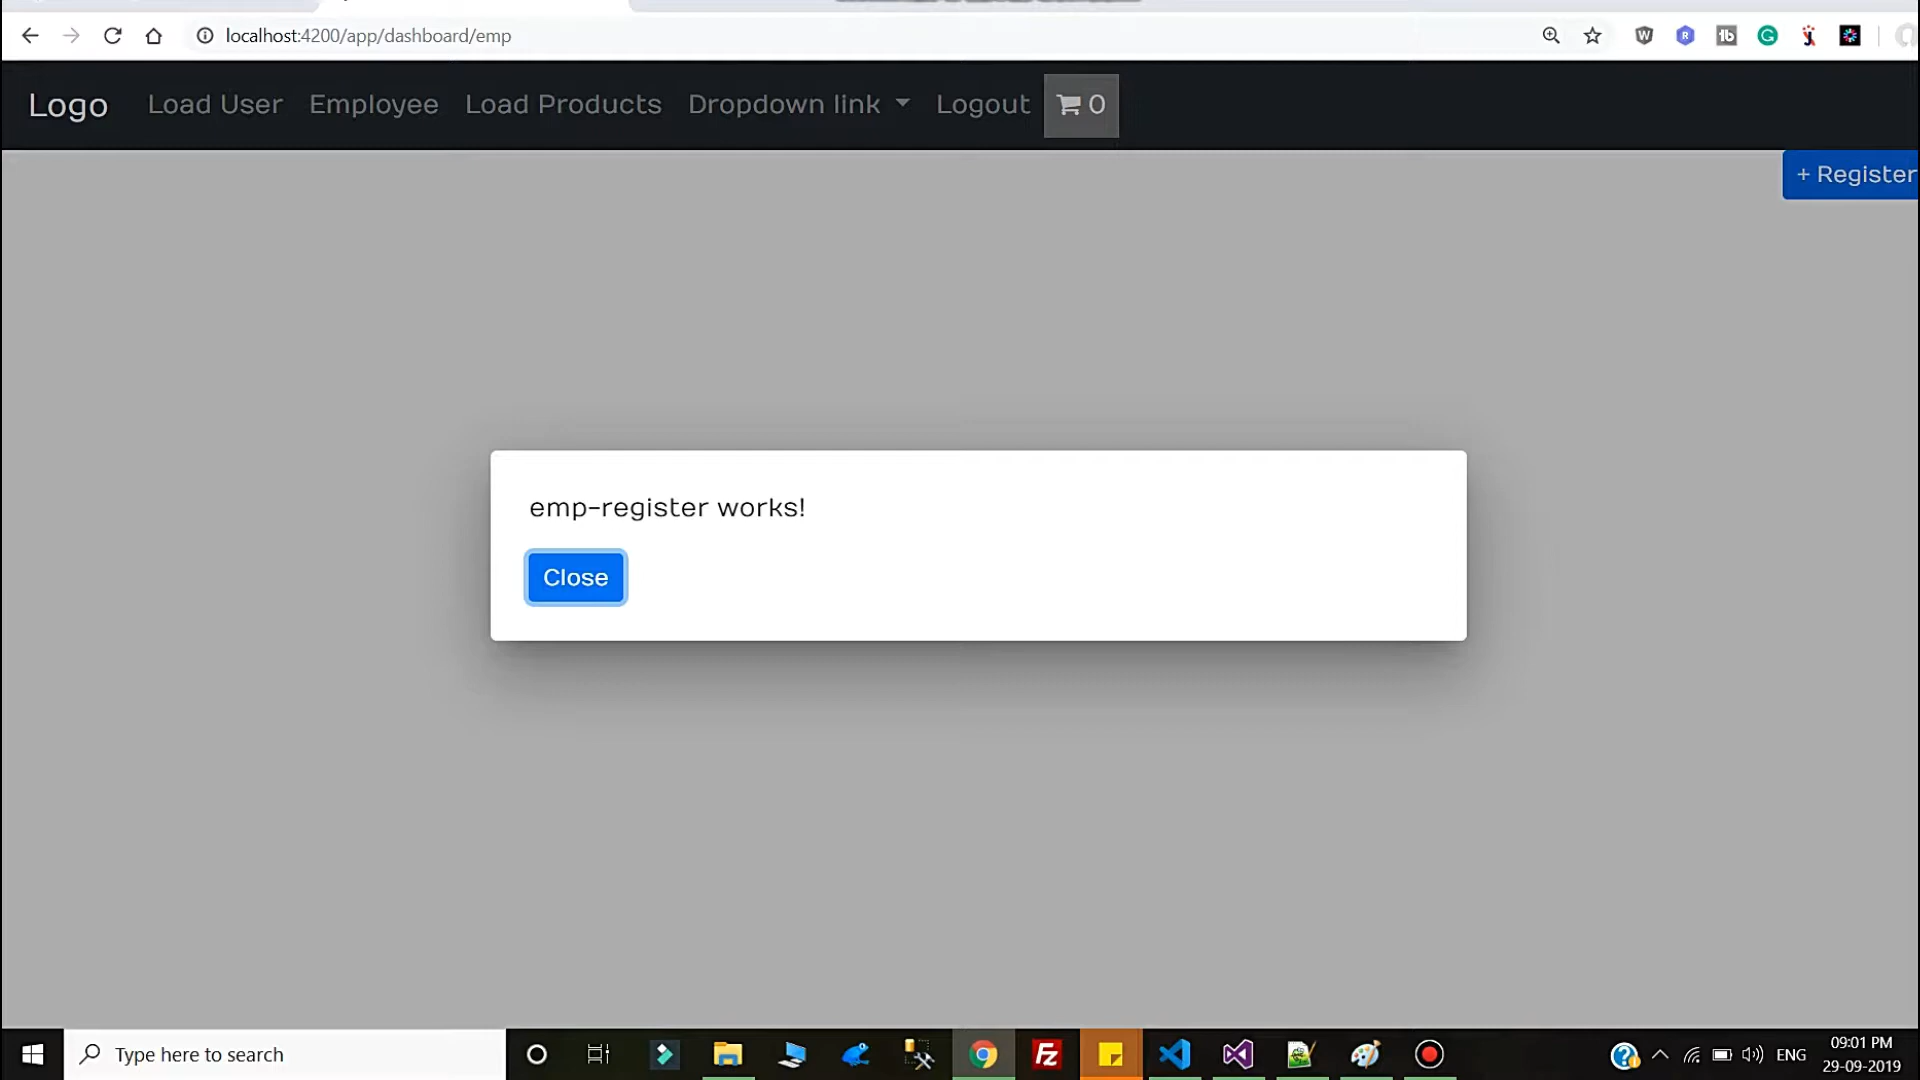 localhost:4200/app/dashboard/emp
Logo Load User Employee Load Products Dropdown link Logout 0
+ Register
emp-register works!
Close
Type here to search
ENG
09:01 PM
29-09-2019